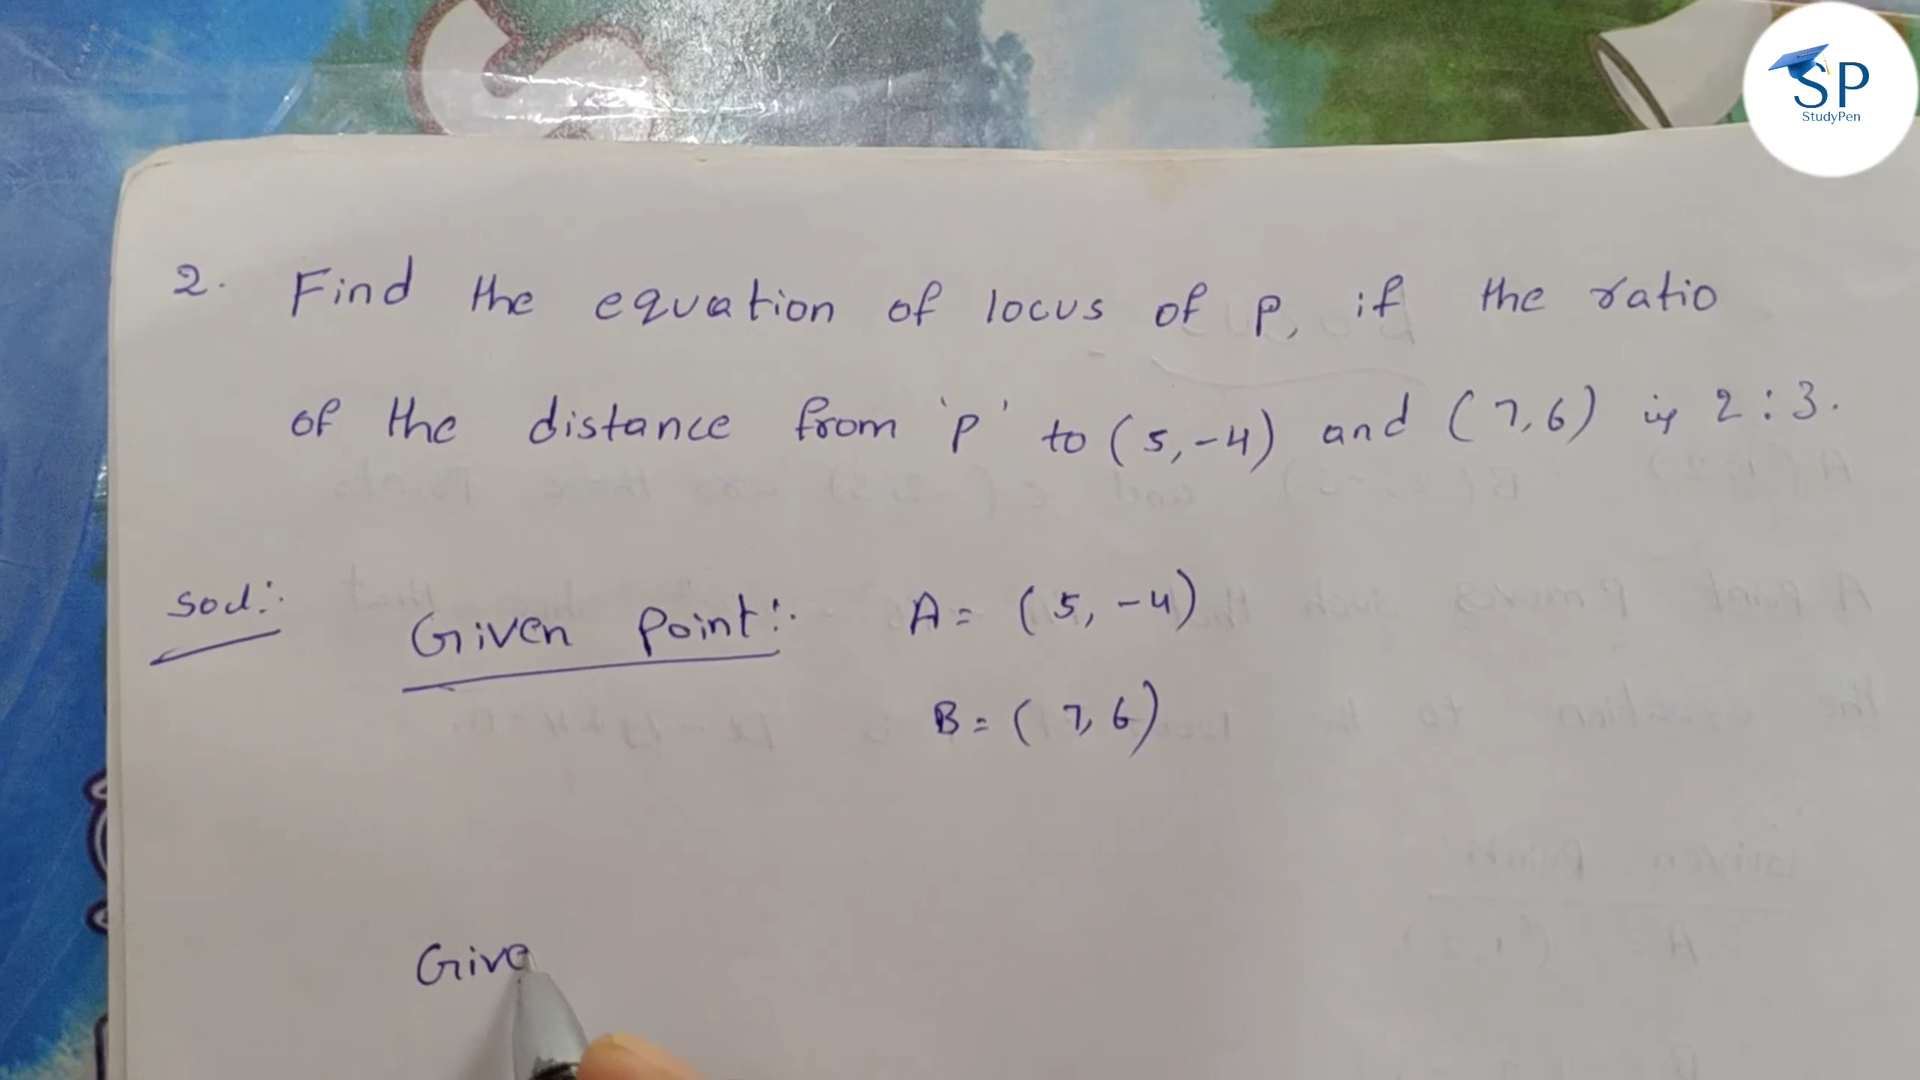 SP
StudyPen
2. Find the equation of locus of P, if the ratio
of the distance from 'p' to (5,-4) and (7,6) is 2:3.
Sol:-
Given Point:- A = (5, -4)
B = (7, 6)
Give